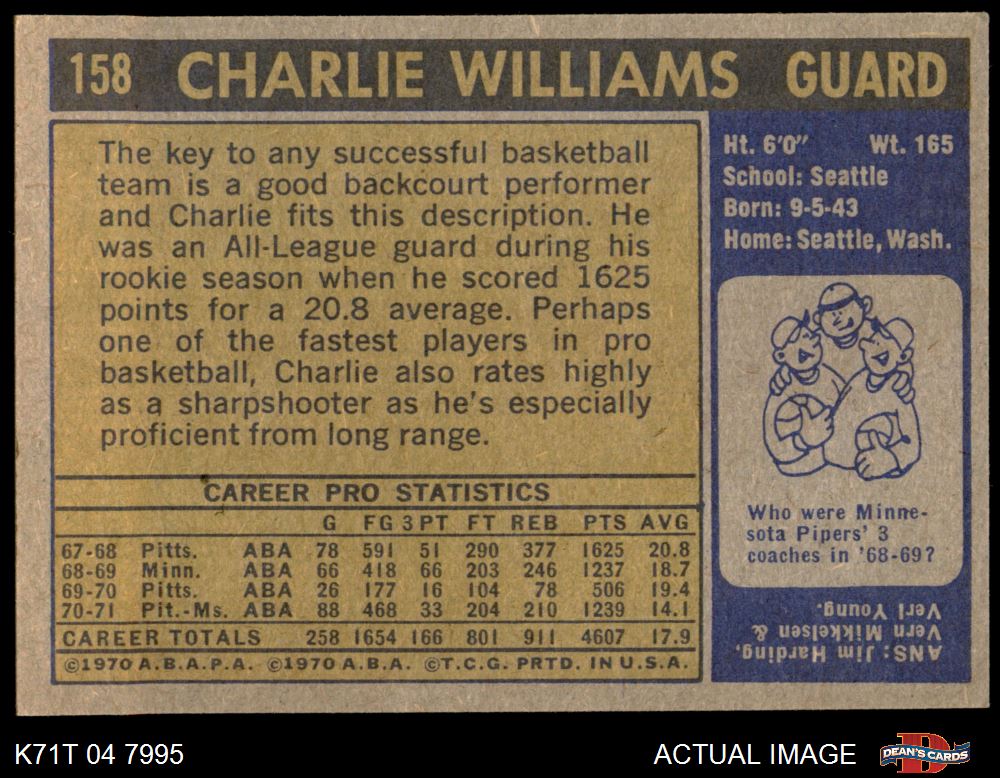 158 CHARLIE WILLIAMS GUARD
The key to any successful basketball
team is a good backcourt performer
and Charlie fits this description. He
was an All-League guard during his
rookie season when he scored 1625
points for a 20.8 average. Perhaps
one of the fastest players in pro
basketball, Charlie also rates highly
as a sharpshooter as he's especially
proficient from long range.
CAREER PRO STATISTICS
G FG 3 PT FT REB PTS AVG
67-68 Pitts. ABA 78 591 51 290 377 1625 20.8
68-69 Minn. ABA 66 418 66 203 246 1237 18.7
69-70 Pitts. ABA 26 177 16 104 78 506 19.4
70-71 Pit.-Ms. ABA 88 468 33 204 210 1239 14.1
CAREER TOTALS 258 1654 166 801 911 4607 17.9
©1970 A.B.A.P.A. ©1970 A.B.A. ©T.C.G. PRTD. IN U.S.A.
Ht. 6'0" Wt. 165
School: Seattle
Born: 9-5-43
Home: Seattle, Wash.
Who were Minne-
sota Pipers' 3
coaches in '68-69?
ANS: Jim Harding,
Vern Mikkelsen &
Verl Young.
K71T 04 7995
ACTUAL IMAGE
DEAN'S CARDS